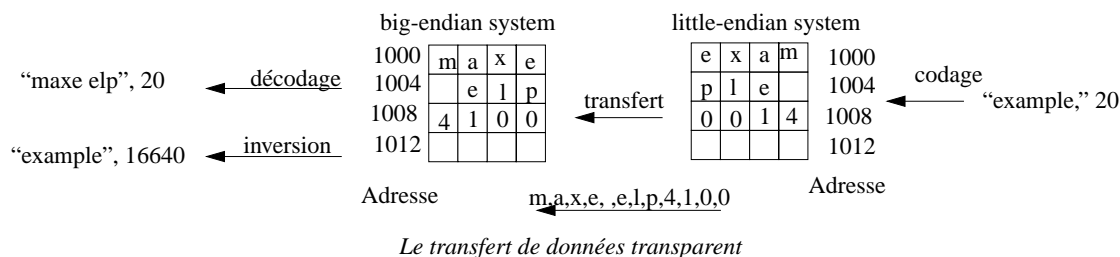 big-endian system
little-endian system
1000 m a x e
e x a m 1000
“maxe elp”, 20
décodage
1004 e l p
p l e 1004
codage
transfert
1008 4 1 0 0
0 0 1 4 1008
“example,” 20
“example”, 16640
inversion
1012
1012
Adresse
Adresse
m,a,x,e, ,e,l,p,4,1,0,0
Le transfert de données transparent